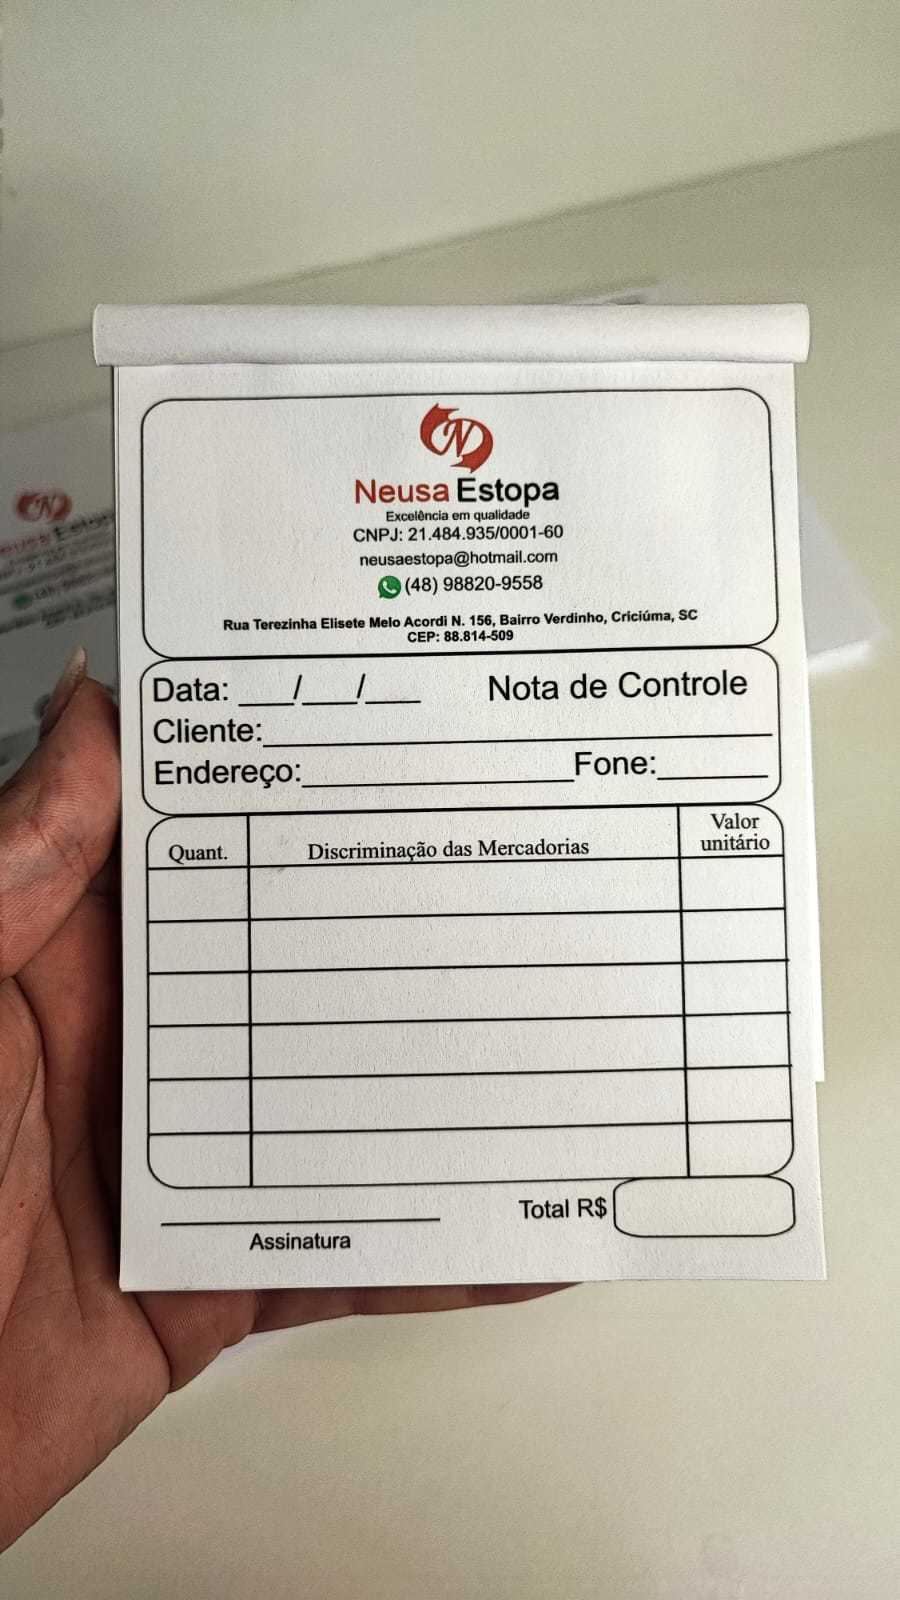 N
Neusa Estopa
Excelência em qualidade
CNPJ: 21.484.935/0001-60
neusaestopa@hotmail.com
(48) 98820-9558
Rua Terezinha Elisete Melo Acordi N. 156, Bairro Verdinho, Criciúma, SC
CEP: 88.814-509
Data: ___/___/___ Nota de Controle
Cliente:
Endereço: Fone:
Quant. Discriminação das Mercadorias Valor unitário
Total R$
Assinatura
N
Neusa Estopa